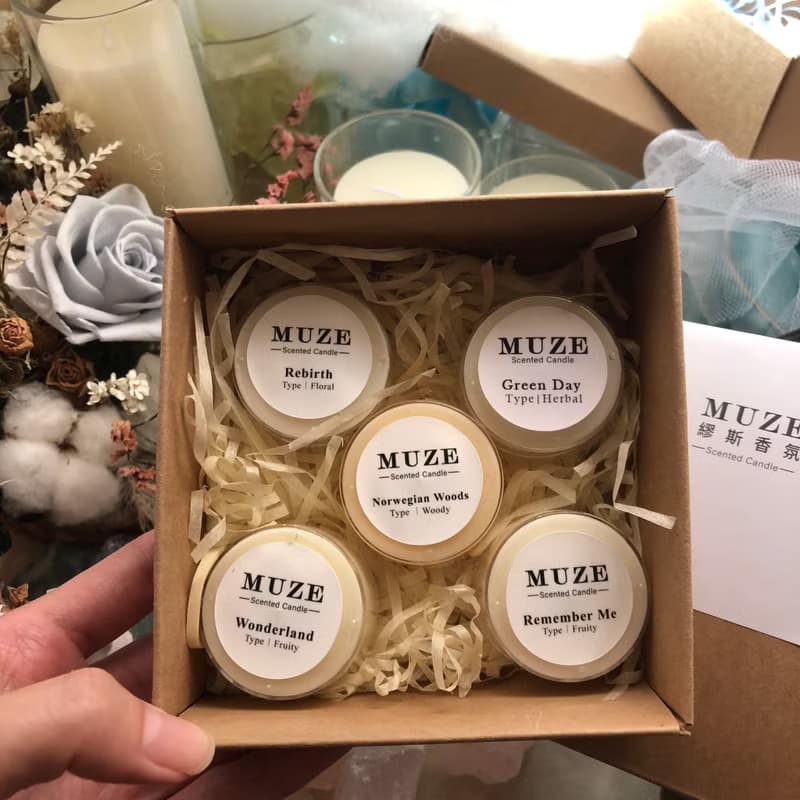 MUZE
Scented Candle
Rebirth
Type | Floral
MUZE
Scented Candle
Green Day
Type | Herbal
MUZE
Scented Candle
Norwegian Woods
Type | Woody
MUZE
Scented Candle
Wonderland
Type | Fruity
MUZE
Scented Candle
Remember Me
Type | Fruity
MUZE
繆斯香氛
Scented Candle